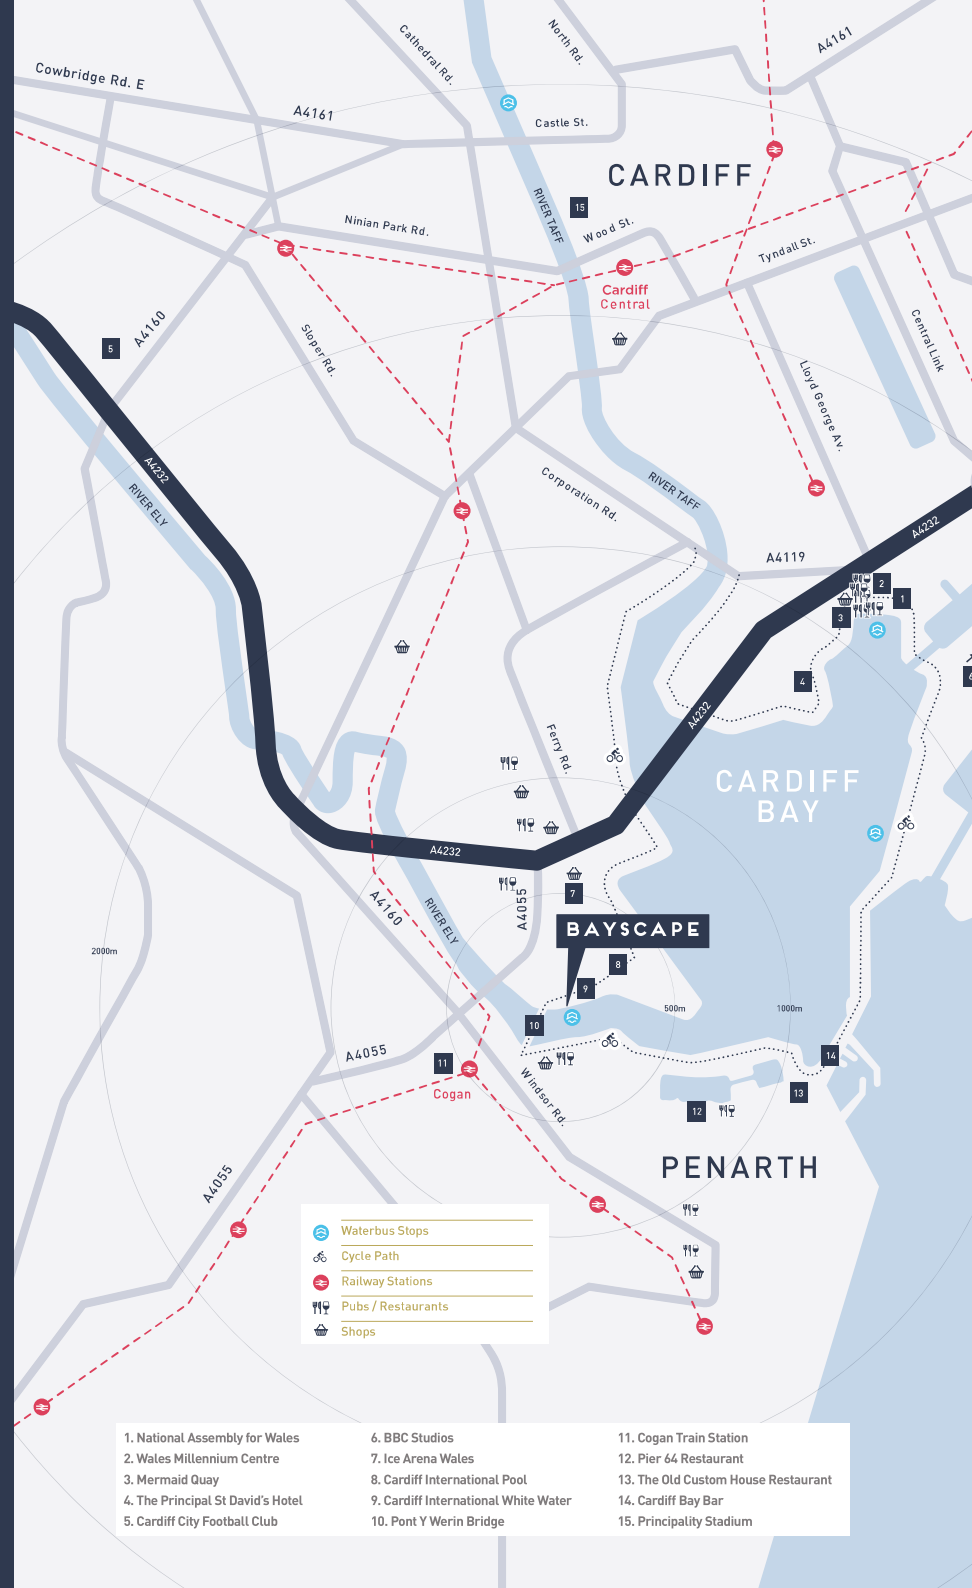 Cowbridge Rd. E
A4161
Cathedral Rd.
North Rd.
A4161
Castle St.
CARDIFF
RIVER TAFF
15
Ninian Park Rd.
Wood St.
Tyndall St.
Cardiff
Central
A4160
5
Sloper Rd.
Central Link
Lloyd George Av.
A4232
RIVER ELY
Corporation Rd.
RIVER TAFF
A4232
A4119
2
1
3
4
6
A4232
Ferry Rd.
CARDIFF
BAY
A4232
7
A4160
RIVER ELY
A4055
BAYSCAPE
2000m
8
9
500m
1000m
10
A4055
11
14
Cogan
Windsor Rd.
13
12
PENARTH
A4055
Waterbus Stops
Cycle Path
Railway Stations
Pubs / Restaurants
Shops
1. National Assembly for Wales
2. Wales Millennium Centre
3. Mermaid Quay
4. The Principal St David's Hotel
5. Cardiff City Football Club
6. BBC Studios
7. Ice Arena Wales
8. Cardiff International Pool
9. Cardiff International White Water
10. Pont Y Werin Bridge
11. Cogan Train Station
12. Pier 64 Restaurant
13. The Old Custom House Restaurant
14. Cardiff Bay Bar
15. Principality Stadium